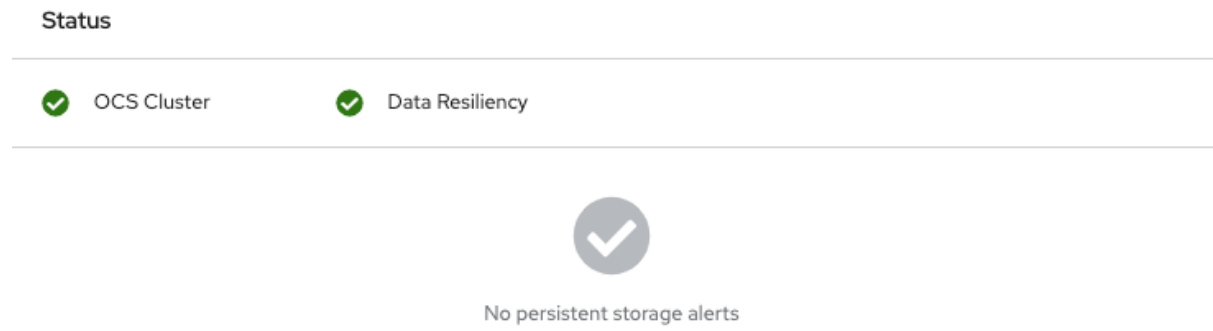 Status
OCS Cluster Data Resiliency
No persistent storage alerts